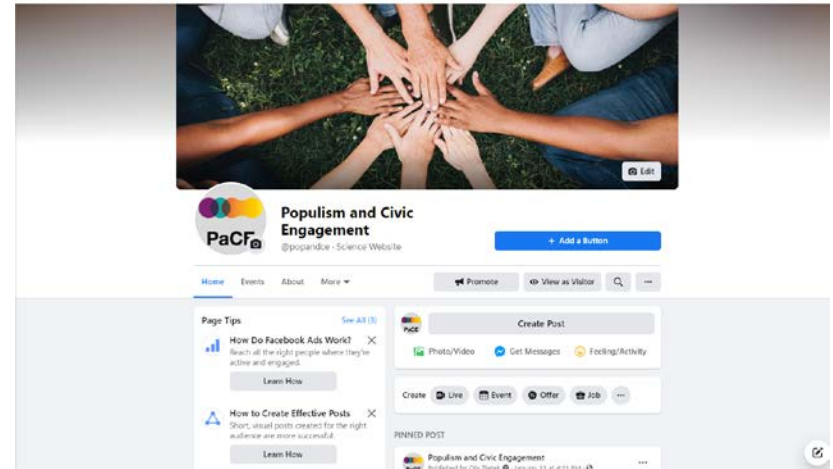 Edit
PaCE
Populism and Civic
Engagement
@popandce · Science Website
+ Add a Button
Home Events About More
Promote View as Visitor ...
Page Tips See All (3)
How Do Facebook Ads Work?
Reach all the right people where they're
active and engaged.
Learn How
How to Create Effective Posts
Short, visual posts created for the right
audience are more successful.
Learn How
PaCE
Create Post
Photo/Video Get Messages Feeling/Activity
Create Live Event Offer Job ...
PINNED POST
Populism and Civic Engagement
...